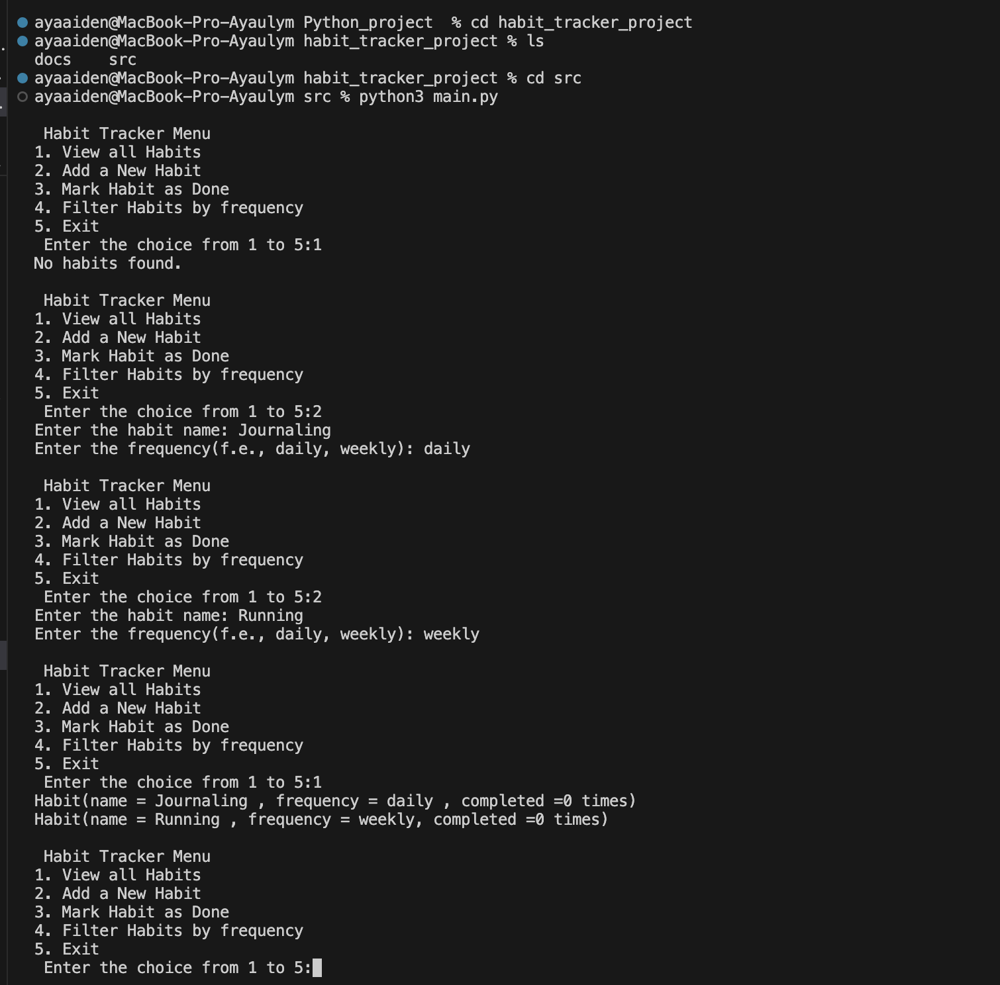 ayaaiden@MacBook-Pro-Ayaulym Python_project  % cd habit_tracker_project
ayaaiden@MacBook-Pro-Ayaulym habit_tracker_project % ls
docs    src
ayaaiden@MacBook-Pro-Ayaulym habit_tracker_project % cd src
ayaaiden@MacBook-Pro-Ayaulym src % python3 main.py
 Habit Tracker Menu
1. View all Habits
2. Add a New Habit
3. Mark Habit as Done
4. Filter Habits by frequency
5. Exit
 Enter the choice from 1 to 5:1
No habits found.
 Habit Tracker Menu
1. View all Habits
2. Add a New Habit
3. Mark Habit as Done
4. Filter Habits by frequency
5. Exit
 Enter the choice from 1 to 5:2
Enter the habit name: Journaling
Enter the frequency(f.e., daily, weekly): daily
 Habit Tracker Menu
1. View all Habits
2. Add a New Habit
3. Mark Habit as Done
4. Filter Habits by frequency
5. Exit
 Enter the choice from 1 to 5:2
Enter the habit name: Running
Enter the frequency(f.e., daily, weekly): weekly
 Habit Tracker Menu
1. View all Habits
2. Add a New Habit
3. Mark Habit as Done
4. Filter Habits by frequency
5. Exit
 Enter the choice from 1 to 5:1
Habit(name = Journaling , frequency = daily , completed =0 times)
Habit(name = Running , frequency = weekly, completed =0 times)
 Habit Tracker Menu
1. View all Habits
2. Add a New Habit
3. Mark Habit as Done
4. Filter Habits by frequency
5. Exit
 Enter the choice from 1 to 5: